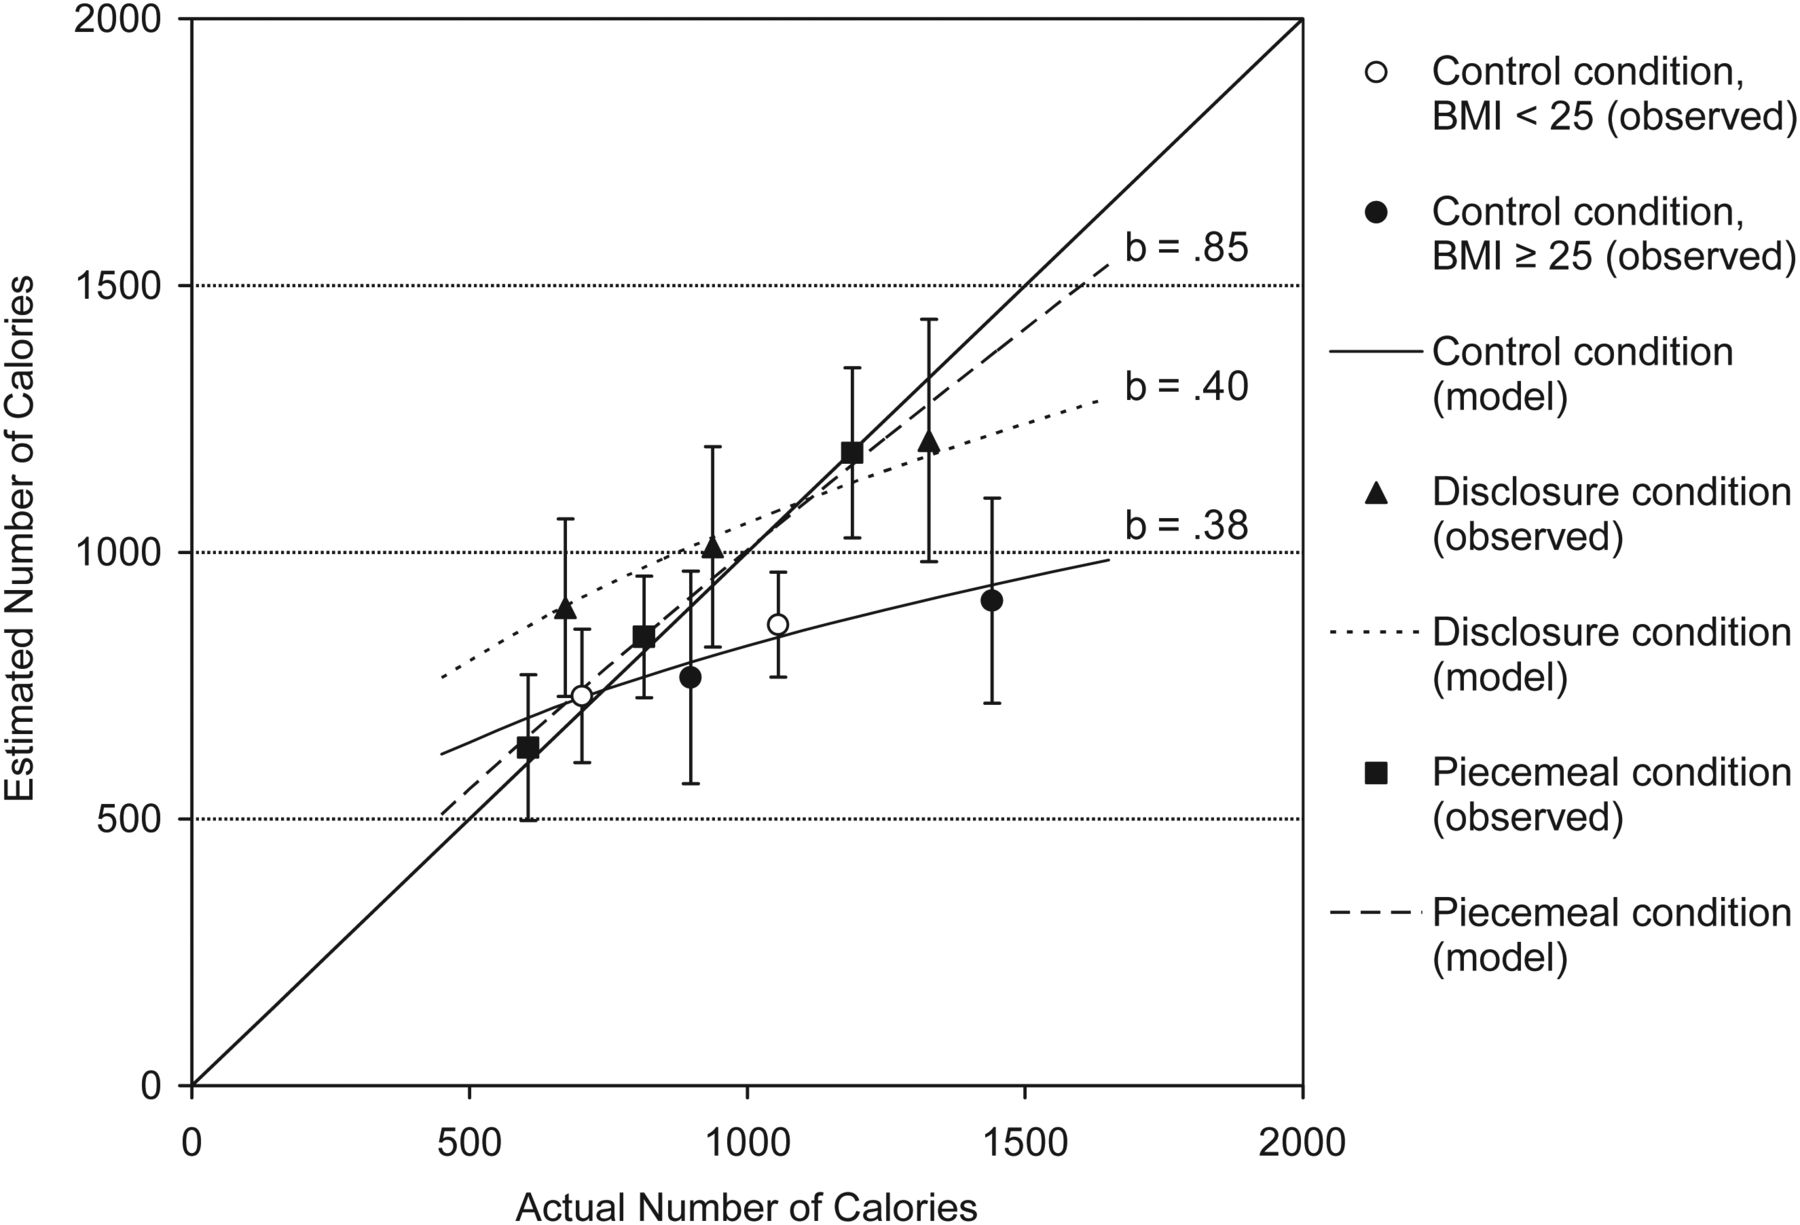 2000
1500
1000
500
0
Estimated Number of Calories
0
500
1000
1500
2000
Actual Number of Calories
b = .85
b = .40
b = .38
Control condition,
BMI < 25 (observed)
Control condition,
BMI ≥ 25 (observed)
Control condition
(model)
Disclosure condition
(observed)
Disclosure condition
(model)
Piecemeal condition
(observed)
Piecemeal condition
(model)